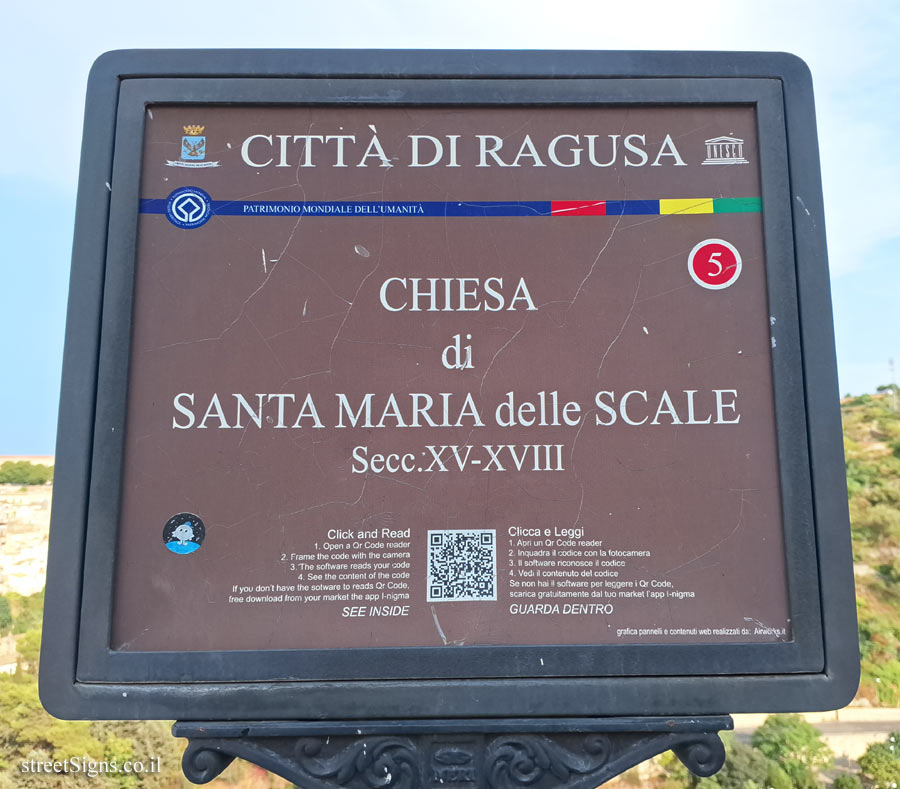 CITTÀ DI RAGUSA
UNESCO
PATRIMONIO MONDIALE DELL'UMANITÀ
5
CHIESA
di
SANTA MARIA delle SCALE
Secc.XV-XVIII
Click and Read
1. Open a Qr Code reader
2. Frame the code with the camera
3. The software reads your code
4. See the content of the code
If you don't have the sotware to reads Qr Code,
free download from your market the app I-nigma
SEE INSIDE
Clicca e Leggi
1. Apri un Qr Code reader
2. Inquadra il codice con la fotocamera
3. Il software riconosce il codice
4. Vedi il contenuto del codice
Se non hai il software per leggere i Qr Code,
scarica gratuitamente dal tuo market l'app I-nigma
GUARDA DENTRO
grafica pannelli e contenuti web realizzati da: Airworks.it
streetSigns.co.il